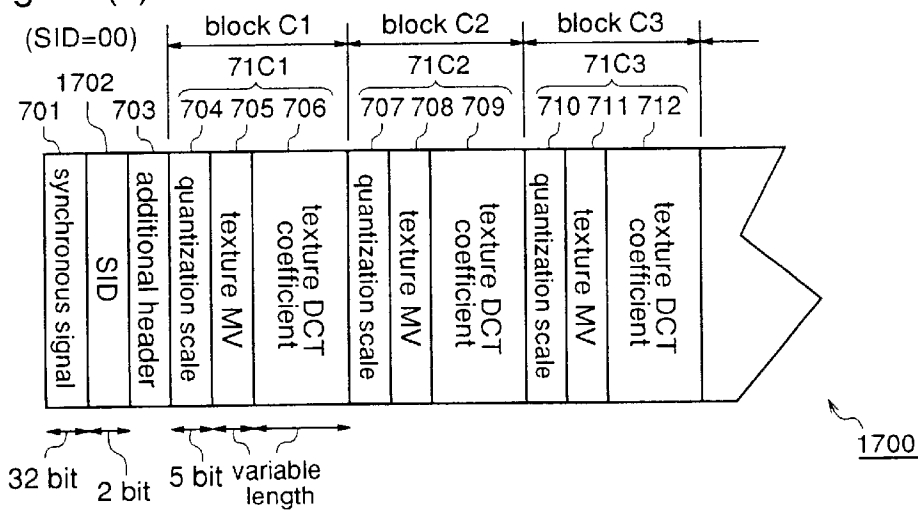 (SID=00)
block C1
block C2
block C3
1702
71C1
71C2
71C3
701
703
704 705 706
707 708 709
710 711 712
synchronous signal
SID
additional header
quantization scale
texture MV
texture DCT
coefficient
quantization scale
texture MV
texture DCT
coefficient
quantization scale
texture MV
texture DCT
coefficient
32 bit
2 bit
5 bit
variable
length
1700